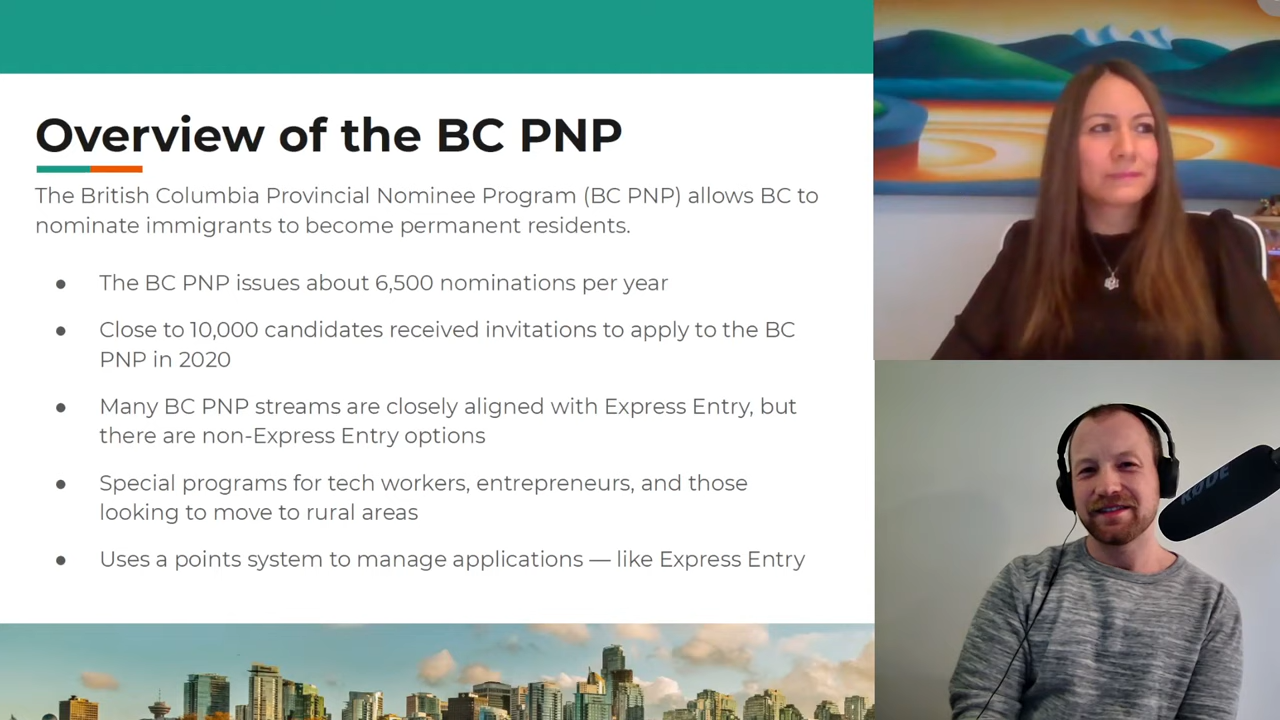 Overview of the BC PNP
The British Columbia Provincial Nominee Program (BC PNP) allows BC to
nominate immigrants to become permanent residents.
● The BC PNP issues about 6,500 nominations per year
● Close to 10,000 candidates received invitations to apply to the BC
PNP in 2020
● Many BC PNP streams are closely aligned with Express Entry, but
there are non-Express Entry options
● Special programs for tech workers, entrepreneurs, and those
looking to move to rural areas
● Uses a points system to manage applications — like Express Entry
RODE